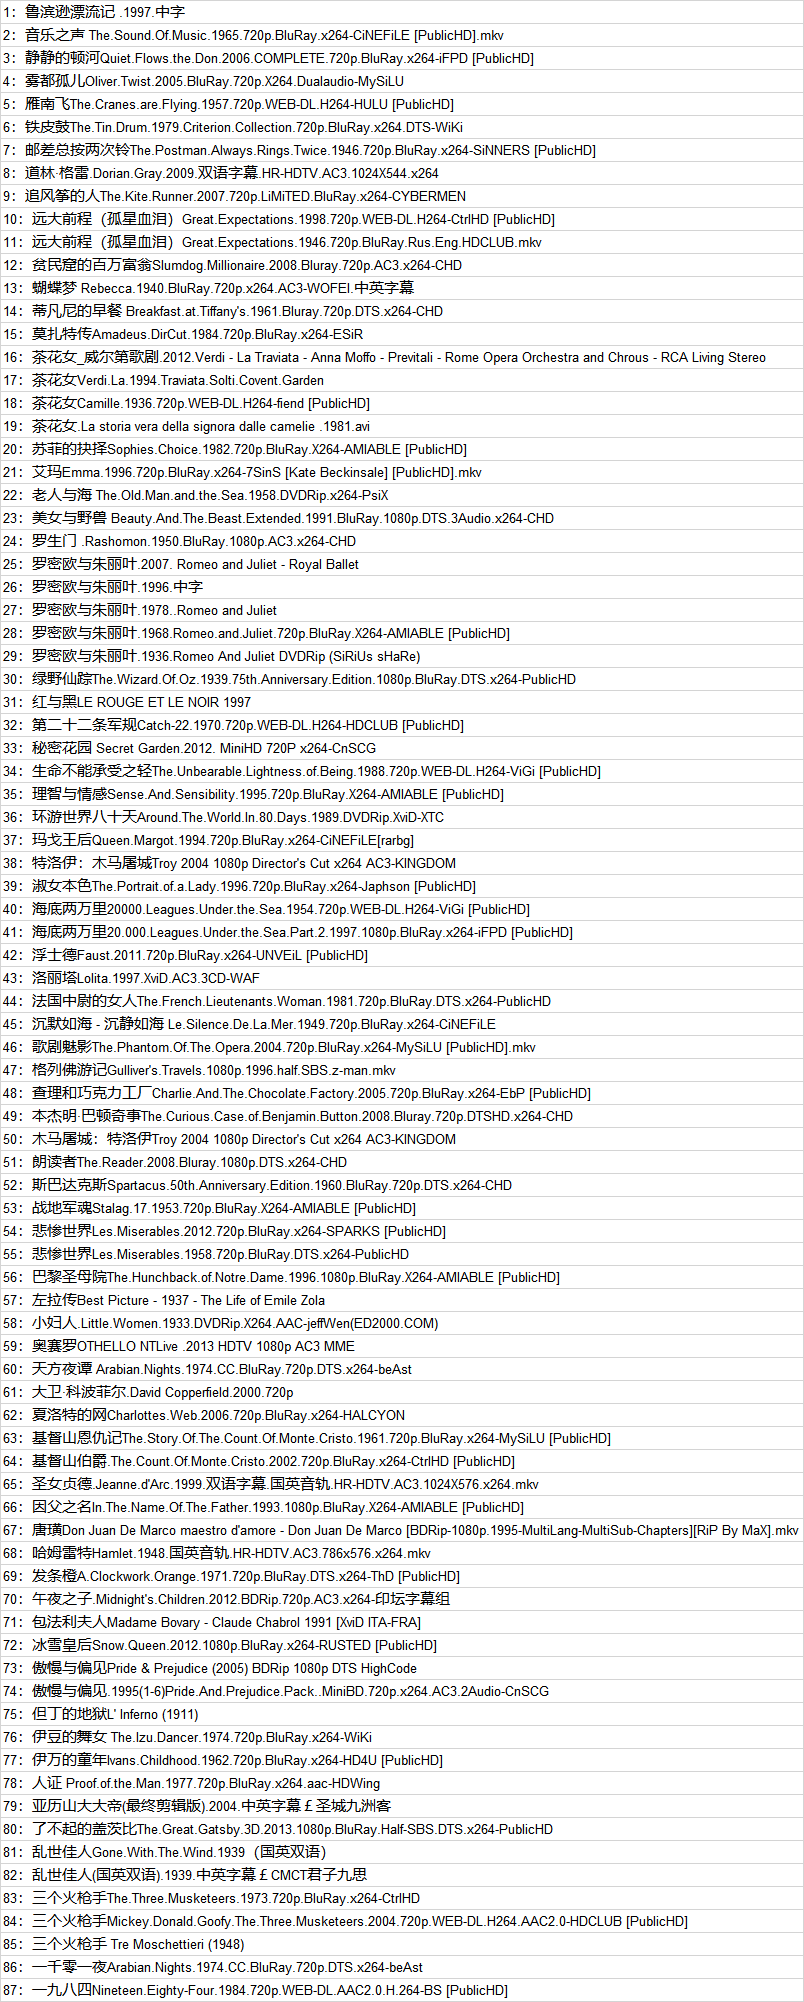 1：鲁滨逊漂流记 .1997.中字
2：音乐之声 The.Sound.Of.Music.1965.720p.BluRay.x264-CiNEFiLE [PublicHD].mkv
3：静静的顿河Quiet.Flows.the.Don.2006.COMPLETE.720p.BluRay.x264-iFPD [PublicHD]
4：雾都孤儿Oliver.Twist.2005.BluRay.720p.X264.Dualaudio-MySiLU
5：雁南飞The.Cranes.are.Flying.1957.720p.WEB-DL.H264-HULU [PublicHD]
6：铁皮鼓The.Tin.Drum.1979.Criterion.Collection.720p.BluRay.x264.DTS-WiKi
7：邮差总按两次铃The.Postman.Always.Rings.Twice.1946.720p.BluRay.x264-SiNNERS [PublicHD]
8：道林·格雷.Dorian.Gray.2009.双语字幕.HR-HDTV.AC3.1024X544.x264
9：追风筝的人The.Kite.Runner.2007.720p.LiMiTED.BluRay.x264-CYBERMEN
10：远大前程（孤星血泪）Great.Expectations.1998.720p.WEB-DL.H264-CtrlHD [PublicHD]
11：远大前程（孤星血泪）Great.Expectations.1946.720p.BluRay.Rus.Eng.HDCLUB.mkv
12：贫民窟的百万富翁Slumdog.Millionaire.2008.Bluray.720p.AC3.x264-CHD
13：蝴蝶梦 Rebecca.1940.BluRay.720p.x264.AC3-WOFEI.中英字幕
14：蒂凡尼的早餐 Breakfast.at.Tiffany's.1961.Bluray.720p.DTS.x264-CHD
15：莫扎特传Amadeus.DirCut.1984.720p.BluRay.x264-ESiR
16：茶花女_威尔第歌剧.2012.Verdi - La Traviata - Anna Moffo - Previtali - Rome Opera Orchestra and Chrous - RCA Living Stereo
17：茶花女Verdi.La.1994.Traviata.Solti.Covent.Garden
18：茶花女Camille.1936.720p.WEB-DL.H264-fiend [PublicHD]
19：茶花女.La storia vera della signora dalle camelie .1981.avi
20：苏菲的抉择Sophies.Choice.1982.720p.BluRay.X264-AMIABLE [PublicHD]
21：艾玛Emma.1996.720p.BluRay.x264-7SinS [Kate Beckinsale] [PublicHD].mkv
22：老人与海 The.Old.Man.and.the.Sea.1958.DVDRip.x264-PsiX
23：美女与野兽 Beauty.And.The.Beast.Extended.1991.BluRay.1080p.DTS.3Audio.x264-CHD
24：罗生门 .Rashomon.1950.BluRay.1080p.AC3.x264-CHD
25：罗密欧与朱丽叶.2007. Romeo and Juliet - Royal Ballet
26：罗密欧与朱丽叶.1996.中字
27：罗密欧与朱丽叶.1978..Romeo and Juliet
28：罗密欧与朱丽叶.1968.Romeo.and.Juliet.720p.BluRay.X264-AMIABLE [PublicHD]
29：罗密欧与朱丽叶.1936.Romeo And Juliet DVDRip (SiRiUs sHaRe)
30：绿野仙踪The.Wizard.Of.Oz.1939.75th.Anniversary.Edition.1080p.BluRay.DTS.x264-PublicHD
31：红与黑LE ROUGE ET LE NOIR 1997
32：第二十二条军规Catch-22.1970.720p.WEB-DL.H264-HDCLUB [PublicHD]
33：秘密花园 Secret Garden.2012. MiniHD 720P x264-CnSCG
34：生命不能承受之轻The.Unbearable.Lightness.of.Being.1988.720p.WEB-DL.H264-ViGi [PublicHD]
35：理智与情感Sense.And.Sensibility.1995.720p.BluRay.X264-AMIABLE [PublicHD]
36：环游世界八十天Around.The.World.In.80.Days.1989.DVDRip.XviD-XTC
37：玛戈王后Queen.Margot.1994.720p.BluRay.x264-CiNEFiLE[rarbg]
38：特洛伊：木马屠城Troy 2004 1080p Director's Cut x264 AC3-KINGDOM
39：淑女本色The.Portrait.of.a.Lady.1996.720p.BluRay.x264-Japhson [PublicHD]
40：海底两万里20000.Leagues.Under.the.Sea.1954.720p.WEB-DL.H264-ViGi [PublicHD]
41：海底两万里20.000.Leagues.Under.the.Sea.Part.2.1997.1080p.BluRay.x264-iFPD [PublicHD]
42：浮士德Faust.2011.720p.BluRay.x264-UNVEiL [PublicHD]
43：洛丽塔Lolita.1997.XviD.AC3.3CD-WAF
44：法国中尉的女人The.French.Lieutenants.Woman.1981.720p.BluRay.DTS.x264-PublicHD
45：沉默如海 - 沉静如海 Le.Silence.De.La.Mer.1949.720p.BluRay.x264-CiNEFiLE
46：歌剧魅影The.Phantom.Of.The.Opera.2004.720p.BluRay.x264-MySiLU [PublicHD].mkv
47：格列佛游记Gulliver's.Travels.1080p.1996.half.SBS.z-man.mkv
48：查理和巧克力工厂Charlie.And.The.Chocolate.Factory.2005.720p.BluRay.x264-EbP [PublicHD]
49：本杰明·巴顿奇事The.Curious.Case.of.Benjamin.Button.2008.Bluray.720p.DTSHD.x264-CHD
50：木马屠城：特洛伊Troy 2004 1080p Director's Cut x264 AC3-KINGDOM
51：朗读者The.Reader.2008.Bluray.1080p.DTS.x264-CHD
52：斯巴达克斯Spartacus.50th.Anniversary.Edition.1960.BluRay.720p.DTS.x264-CHD
53：战地军魂Stalag.17.1953.720p.BluRay.X264-AMIABLE [PublicHD]
54：悲惨世界Les.Miserables.2012.720p.BluRay.x264-SPARKS [PublicHD]
55：悲惨世界Les.Miserables.1958.720p.BluRay.DTS.x264-PublicHD
56：巴黎圣母院The.Hunchback.of.Notre.Dame.1996.1080p.BluRay.X264-AMIABLE [PublicHD]
57：左拉传Best Picture - 1937 - The Life of Emile Zola
58：小妇人.Little.Women.1933.DVDRip.X264.AAC-jeffWen(ED2000.COM)
59：奥赛罗OTHELLO NTLive .2013 HDTV 1080p AC3 MME
60：天方夜谭 Arabian.Nights.1974.CC.BluRay.720p.DTS.x264-beAst
61：大卫·科波菲尔.David Copperfield.2000.720p
62：夏洛特的网Charlottes.Web.2006.720p.BluRay.x264-HALCYON
63：基督山恩仇记The.Story.Of.The.Count.Of.Monte.Cristo.1961.720p.BluRay.x264-MySiLU [PublicHD]
64：基督山伯爵.The.Count.Of.Monte.Cristo.2002.720p.BluRay.x264-CtrlHD [PublicHD]
65：圣女贞德.Jeanne.d'Arc.1999.双语字幕.国英音轨.HR-HDTV.AC3.1024X576.x264.mkv
66：因父之名In.The.Name.Of.The.Father.1993.1080p.BluRay.X264-AMIABLE [PublicHD]
67：唐璜Don Juan De Marco maestro d'amore - Don Juan De Marco [BDRip-1080p.1995-MultiLang-MultiSub-Chapters][RiP By MaX].mkv
68：哈姆雷特Hamlet.1948.国英音轨.HR-HDTV.AC3.786x576.x264.mkv
69：发条橙A.Clockwork.Orange.1971.720p.BluRay.DTS.x264-ThD [PublicHD]
70：午夜之子.Midnight's.Children.2012.BDRip.720p.AC3.x264-印坛字幕组
71：包法利夫人Madame Bovary - Claude Chabrol 1991 [XviD ITA-FRA]
72：冰雪皇后Snow.Queen.2012.1080p.BluRay.x264-RUSTED [PublicHD]
73：傲慢与偏见Pride & Prejudice (2005) BDRip 1080p DTS HighCode
74：傲慢与偏见.1995(1-6)Pride.And.Prejudice.Pack..MiniBD.720p.x264.AC3.2Audio-CnSCG
75：但丁的地狱L' Inferno (1911)
76：伊豆的舞女 The.Izu.Dancer.1974.720p.BluRay.x264-WiKi
77：伊万的童年Ivans.Childhood.1962.720p.BluRay.x264-HD4U [PublicHD]
78：人证 Proof.of.the.Man.1977.720p.BluRay.x264.aac-HDWing
79：亚历山大大帝(最终剪辑版).2004.中英字幕￡圣城九洲客
80：了不起的盖茨比The.Great.Gatsby.3D.2013.1080p.BluRay.Half-SBS.DTS.x264-PublicHD
81：乱世佳人Gone.With.The.Wind.1939（国英双语）
82：乱世佳人(国英双语).1939.中英字幕￡CMCT君子九思
83：三个火枪手The.Three.Musketeers.1973.720p.BluRay.x264-CtrlHD
84：三个火枪手Mickey.Donald.Goofy.The.Three.Musketeers.2004.720p.WEB-DL.H264.AAC2.0-HDCLUB [PublicHD]
85：三个火枪手 Tre Moschettieri (1948)
86：一千零一夜Arabian.Nights.1974.CC.BluRay.720p.DTS.x264-beAst
87：一九八四Nineteen.Eighty-Four.1984.720p.WEB-DL.AAC2.0.H.264-BS [PublicHD]